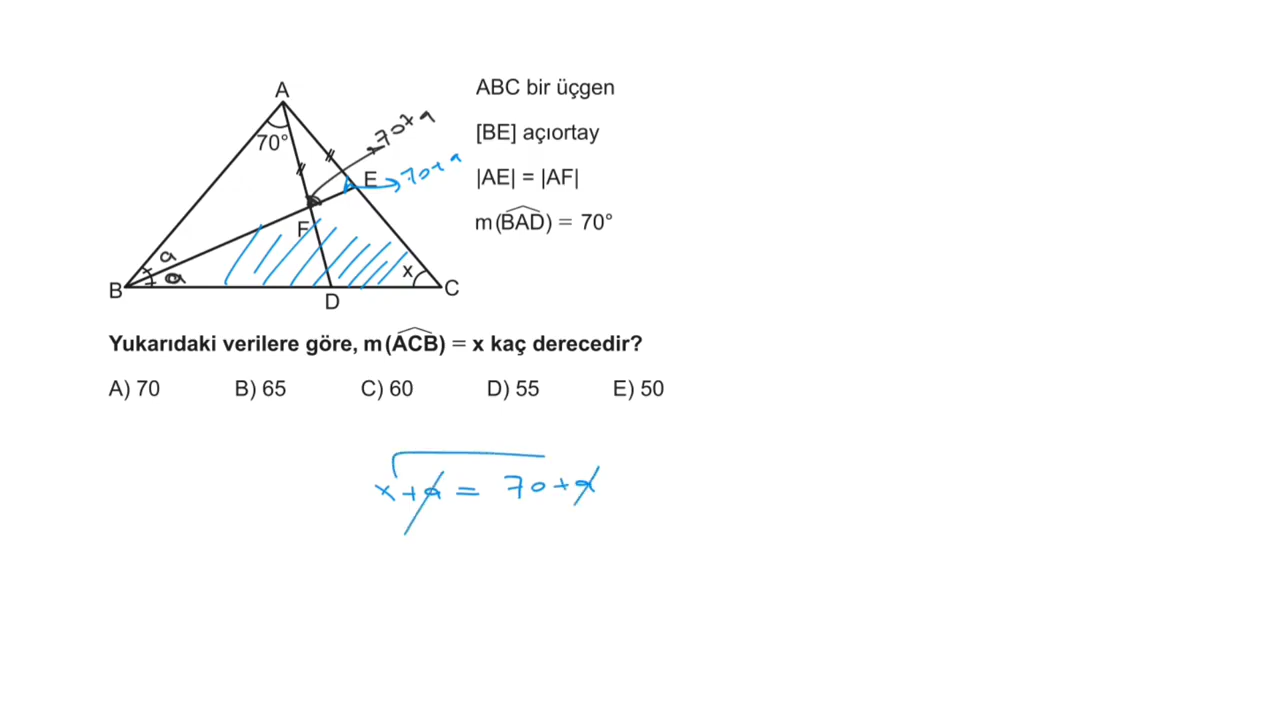 A
70°
70+a
E
70+a
F
a
a
x
B
D
C
ABC bir üçgen
[BE] açıortay
|AE| = |AF|
m(BAD) = 70°
Yukarıdaki verilere göre, m(ACB) = x kaç derecedir?
A) 70 B) 65 C) 60 D) 55 E) 50
x+a = 70+a